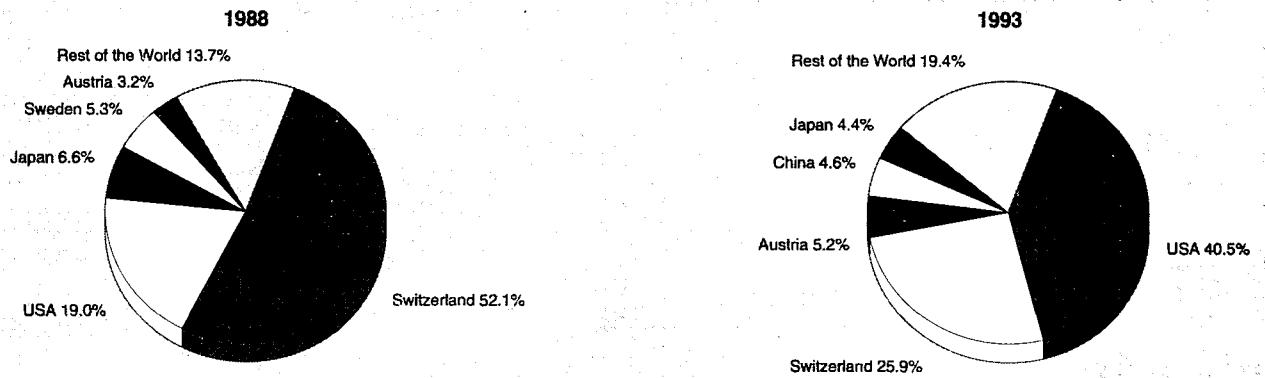 1988
Rest of the World 13.7%
Austria 3.2%
Sweden 5.3%
Japan 6.6%
USA 19.0%
Switzerland 52.1%
1993
Rest of the World 19.4%
Japan 4.4%
China 4.6%
Austria 5.2%
USA 40.5%
Switzerland 25.9%